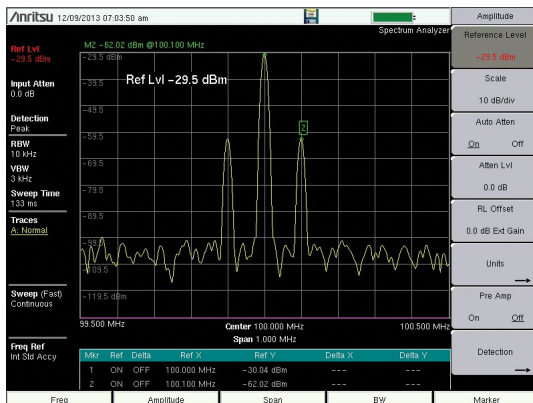 Anritsu 12/09/2013 07:03:50 am
Spectrum Analyzer
M2 -62.02 dBm @100.100 MHz
Ref Lvl
-29.5 dBm
Input Atten
0.0 dB
Detection
Peak
RBW
10 kHz
VBW
3 kHz
Sweep Time
133 ms
Traces
A: Normal
Sweep (Fast)
Continuous
Freq Ref
Int Std Accy
-29.5 dBm
Ref Lvl -29.5 dBm
-39.5
-49.5
2
-59.5
-69.5
-79.5
-89.5
-99.5
-109.5
-119.5 dBm
99.500 MHz
Center 100.000 MHz
100.500 MHz
Span 1.000 MHz
Mkr Ref Delta Ref X Ref Y Delta X Delta Y
1 ON OFF 100.000 MHz -30.04 dBm --- ---
2 ON OFF 100.100 MHz -62.02 dBm --- ---
Amplitude
Reference Level
-29.5 dBm
Scale
10 dB/div
Auto Atten
On Off
Atten Lvl
0.0 dB
RL Offset
0.0 dB Ext Gain
Units
Pre Amp
On Off
Detection
Freq Amplitude Span BW Marker